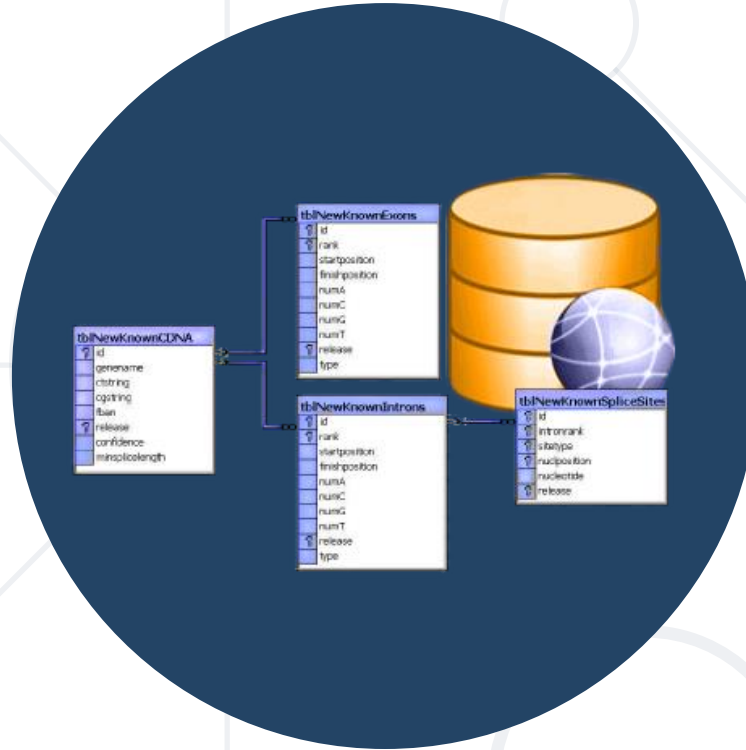 tblNewKnownExons
id
rank
startposition
finishposition
numA
numC
numG
numT
release
type
tblNewKnownCDNA
id
genename
ctstring
cgstring
fban
release
confidence
minsplicelength
tblNewKnownIntrons
id
rank
startposition
finishposition
numA
numC
numG
numT
release
type
tblNewKnownSpliceSites
id
intronrank
sitetype
nuclposition
nucleotide
release